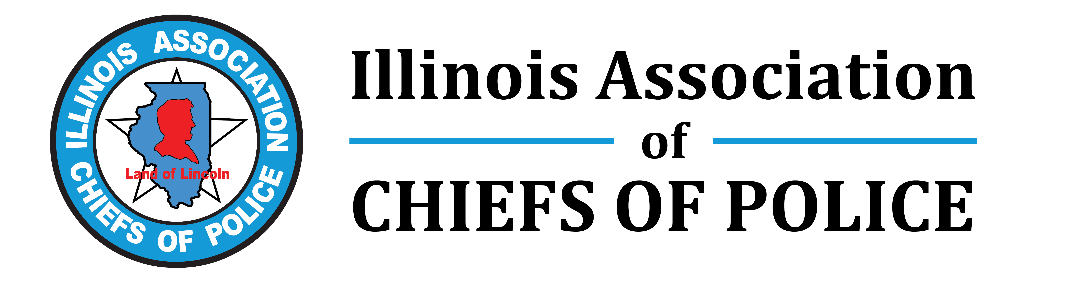 ILLINOIS ASSOCIATION
CHIEFS OF POLICE
Land of Lincoln
Illinois Association
of
CHIEFS OF POLICE